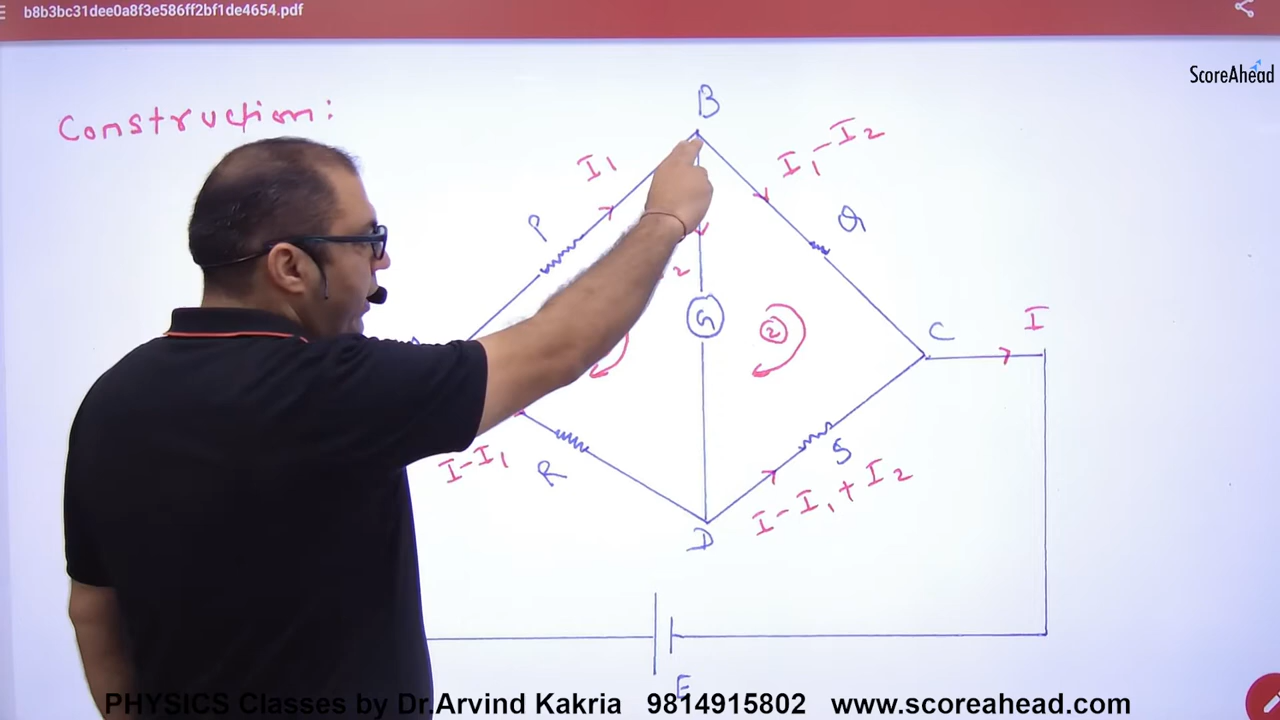 b8b3bc31dee0a8f3e586ff2bf1de4654.pdf
ScoreAhead
Construction:
B
I₁
I₁-I₂
P
Q
2
G
2
C
I
I-I₁
R
S
I-I₁+I₂
D
E
PHYSICS Classes by Dr.Arvind Kakria 9814915802 www.scoreahead.com